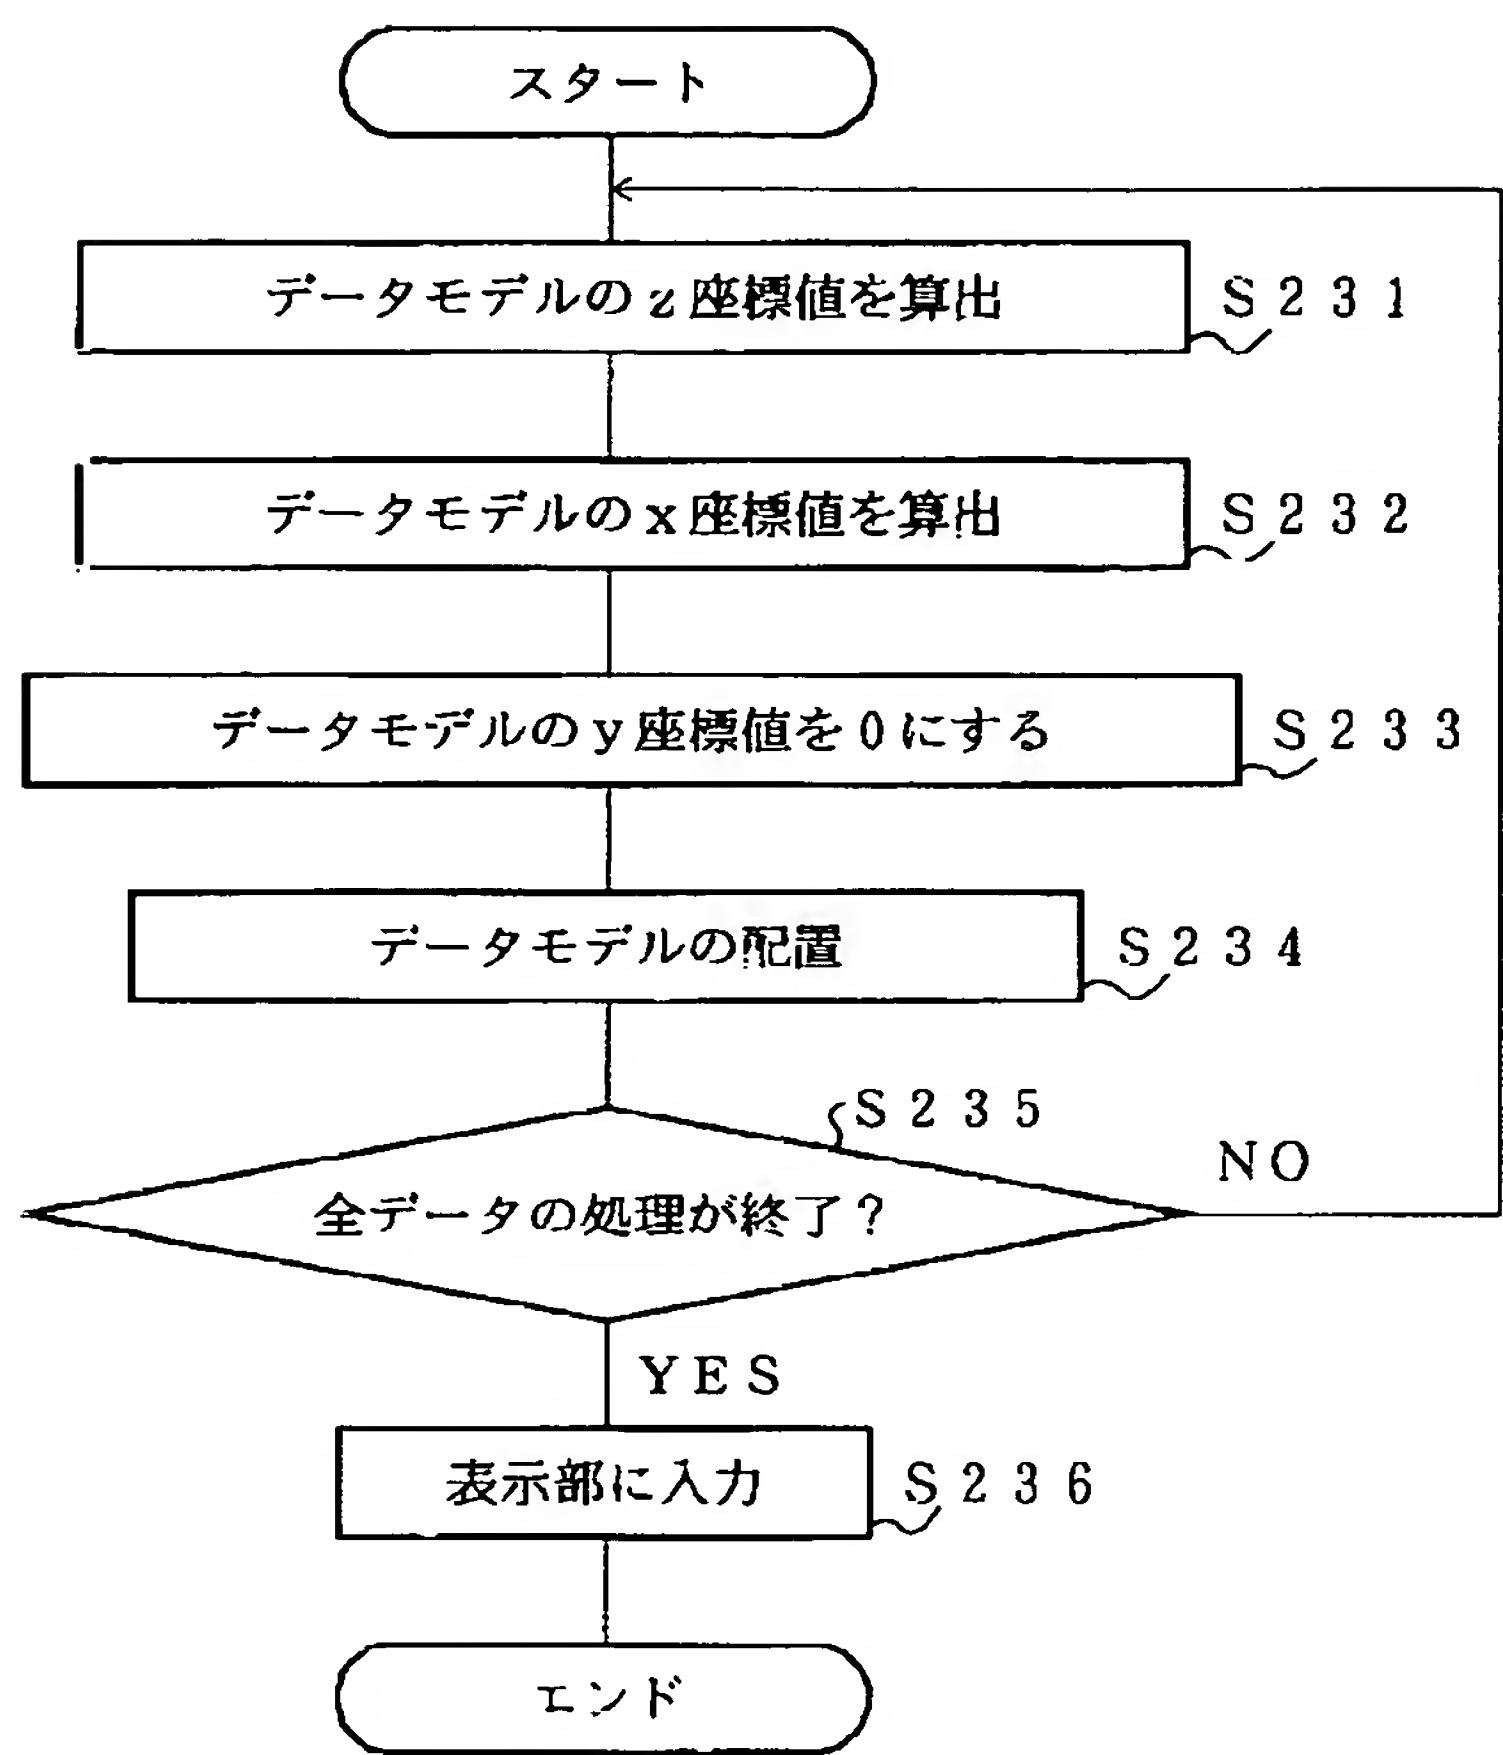 スタート
データモデルのz座標値を算出 S231
データモデルのx座標値を算出 S232
データモデルのy座標値を0にする S233
データモデルの配置 S234
S235
NO
全データの処理が終了?
YES
表示部に入力 S236
エンド